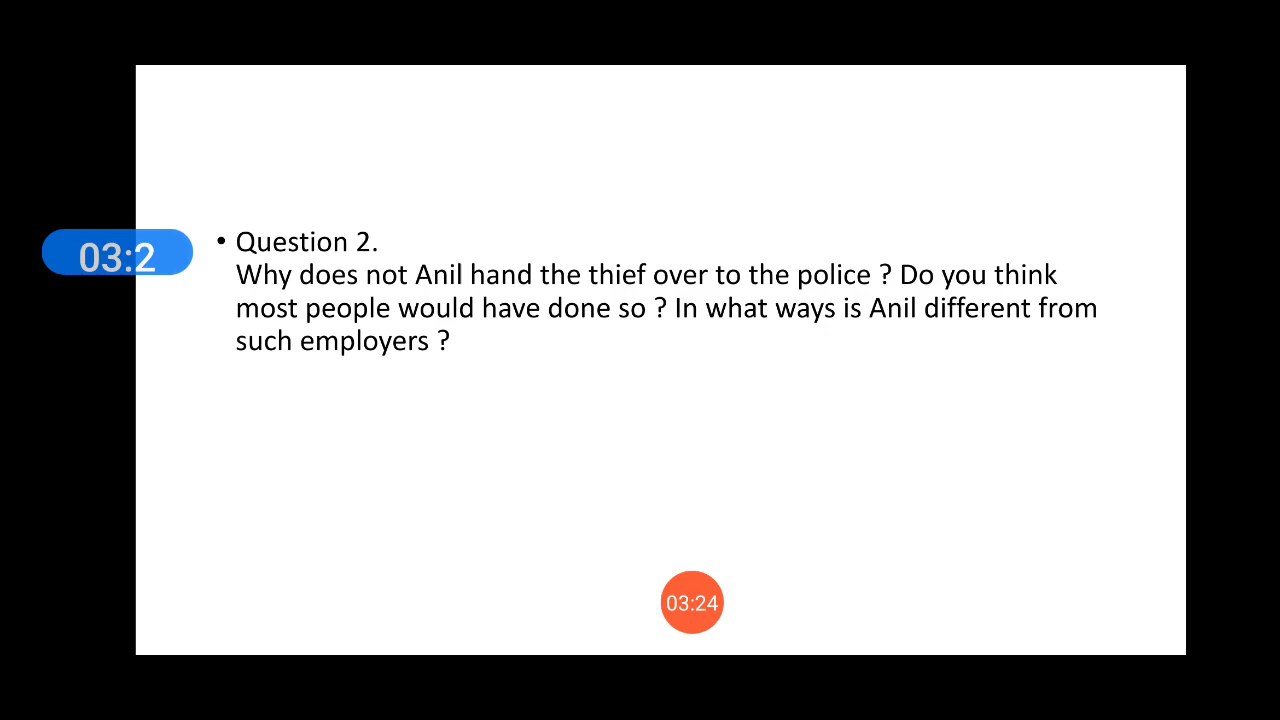 • Question 2.
03:2
Why does not Anil hand the thief over to the police ? Do you think
most people would have done so ? In what ways is Anil different from
such employers ?
03:24